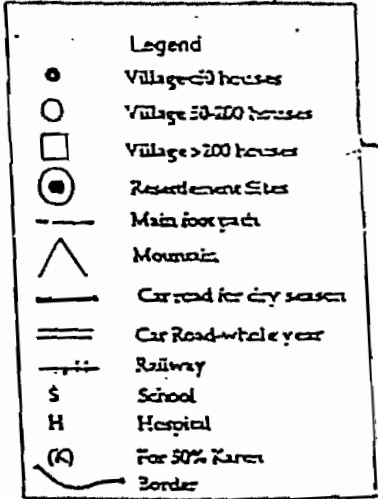 Legend
Village <50 houses
Village 50-200 houses
Village >200 houses
Resettlement Sites
Main foot path
Mountain
Car road for dry season
Car Road-whole year
Railway
S School
H Hospital
(K) For 50% Karen
Border